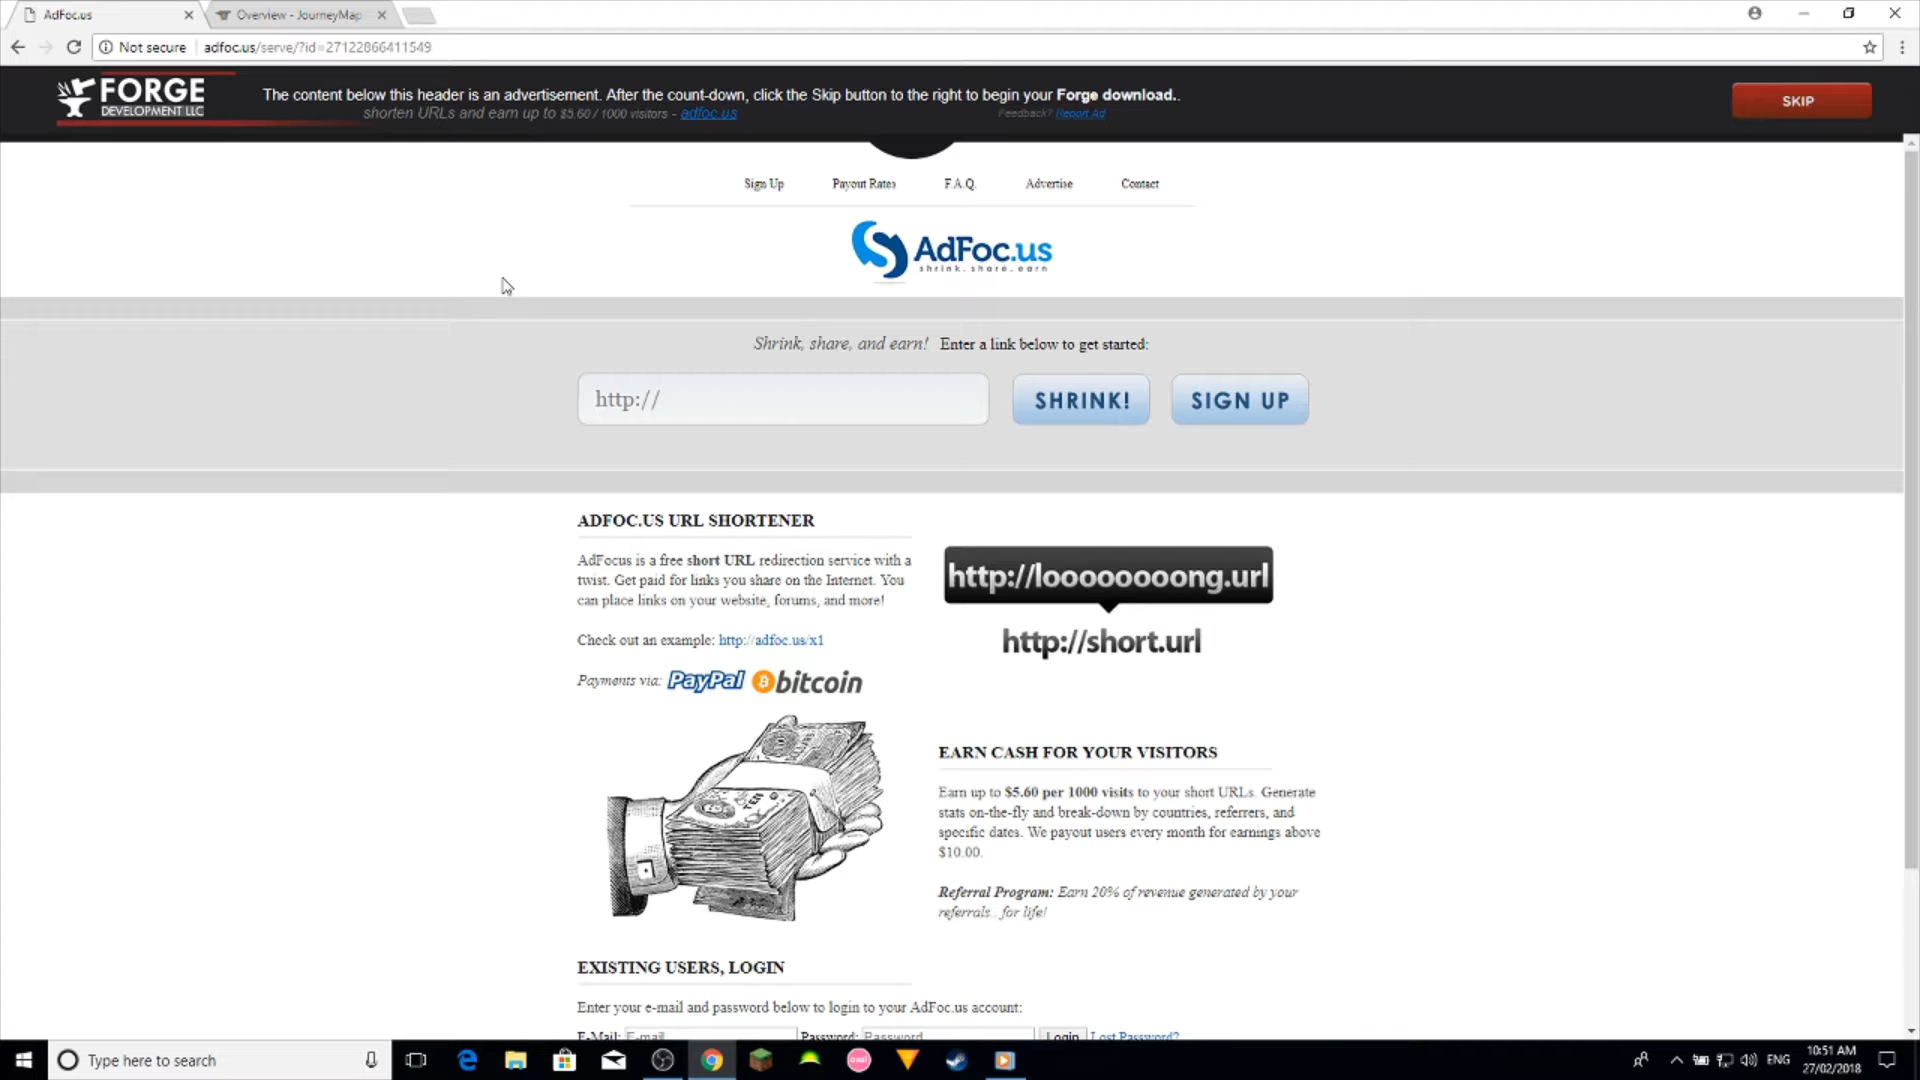 AdFoc.us
Overview - JourneyMap
Not secure
adfoc.us/serve/?id=27122866411549
FORGE
DEVELOPMENT LLC
The content below this header is an advertisement. After the count-down, click the Skip button to the right to begin your Forge download..
shorten URLs and earn up to $5.60 / 1000 visitors - adfoc.us
Feedback? Report Ad
SKIP
Sign Up
Payout Rates
F.A.Q.
Advertise
Contact
AdFoc.us
shrink. share. earn
Shrink, share, and earn! Enter a link below to get started:
http://
SHRINK!
SIGN UP
ADFOC.US URL SHORTENER
AdFocus is a free short URL redirection service with a
twist. Get paid for links you share on the Internet. You
can place links on your website, forums, and more!
Check out an example: http://adfoc.us/x1
Payments via: PayPal bitcoin
http://loooooooong.url
http://short.url
TEN
EARN CASH FOR YOUR VISITORS
Earn up to $5.60 per 1000 visits to your short URLs. Generate
stats on-the-fly and break-down by countries, referrers, and
specific dates. We payout users every month for earnings above
$10.00.
Referral Program: Earn 20% of revenue generated by your
referrals.. for life!
EXISTING USERS, LOGIN
Enter your e-mail and password below to login to your AdFoc.us account:
E-Mail: E-mail Password: Password Login Lost Password?
Type here to search
owo!
ENG
10:51 AM
27/02/2018